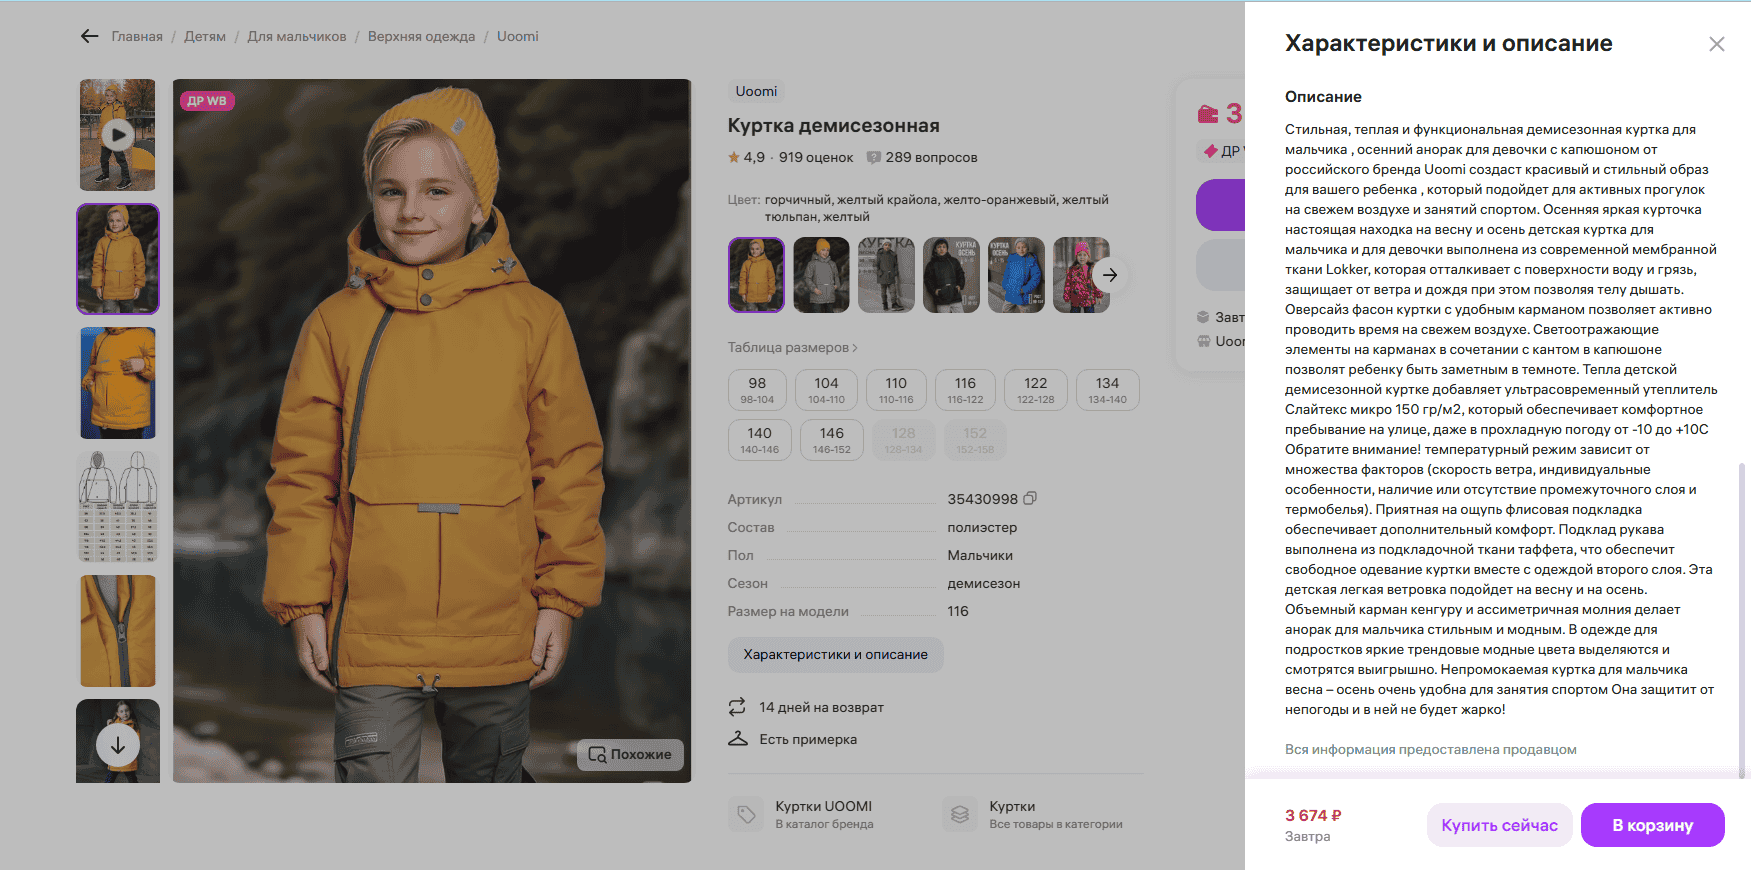 Главная / Детям / Для мальчиков / Верхняя одежда / Uoomi
ДР WB
Похожие
Uoomi
Куртка демисезонная
4,9 · 919 оценок 289 вопросов
Цвет: горчичный, желтый крайола, желто-оранжевый, желтый
тюльпан, желтый
КУРТКА
ОСЕНЬ
КУРТКА
ОСЕНЬ
Таблица размеров
98 104 110 116 122 134
98-104 104-110 110-116 116-122 122-128 134-140
140 146 128 152
140-146 146-152 128-134 152-158
Артикул 35430998
Состав полиэстер
Пол Мальчики
Сезон демисезон
Размер на модели 116
Характеристики и описание
14 дней на возврат
Есть примерка
Куртки UOOMI
В каталог бренда
Куртки
Все товары в категории
3
ДР
Завт
Uoor
Характеристики и описание
Описание
Стильная, теплая и функциональная демисезонная куртка для
мальчика , осенний анорак для девочки с капюшоном от
российского бренда Uoomi создаст красивый и стильный образ
для вашего ребенка , который подойдет для активных прогулок
на свежем воздухе и занятий спортом. Осенняя яркая курточка
настоящая находка на весну и осень детская куртка для
мальчика и для девочки выполнена из современной мембранной
ткани Lokker, которая отталкивает с поверхности воду и грязь,
защищает от ветра и дождя при этом позволяя телу дышать.
Оверсайз фасон куртки с удобным карманом позволяет активно
проводить время на свежем воздухе. Светоотражающие
элементы на карманах в сочетании с кантом в капюшоне
позволят ребенку быть заметным в темноте. Тепла детской
демисезонной куртке добавляет ультрасовременный утеплитель
Слайтекс микро 150 гр/м2, который обеспечивает комфортное
пребывание на улице, даже в прохладную погоду от -10 до +10С
Обратите внимание! температурный режим зависит от
множества факторов (скорость ветра, индивидуальные
особенности, наличие или отсутствие промежуточного слоя и
термобелья). Приятная на ощупь флисовая подкладка
обеспечивает дополнительный комфорт. Подклад рукава
выполнена из подкладочной ткани таффета, что обеспечит
свободное одевание куртки вместе с одеждой второго слоя. Эта
детская легкая ветровка подойдет на весну и на осень.
Объемный карман кенгуру и ассиметричная молния делает
анорак для мальчика стильным и модным. В одежде для
подростков яркие трендовые модные цвета выделяются и
смотрятся выигрышно. Непромокаемая куртка для мальчика
весна – осень очень удобна для занятия спортом Она защитит от
непогоды и в ней не будет жарко!
Вся информация предоставлена продавцом
3 674 ₽
Завтра
Купить сейчас
В корзину